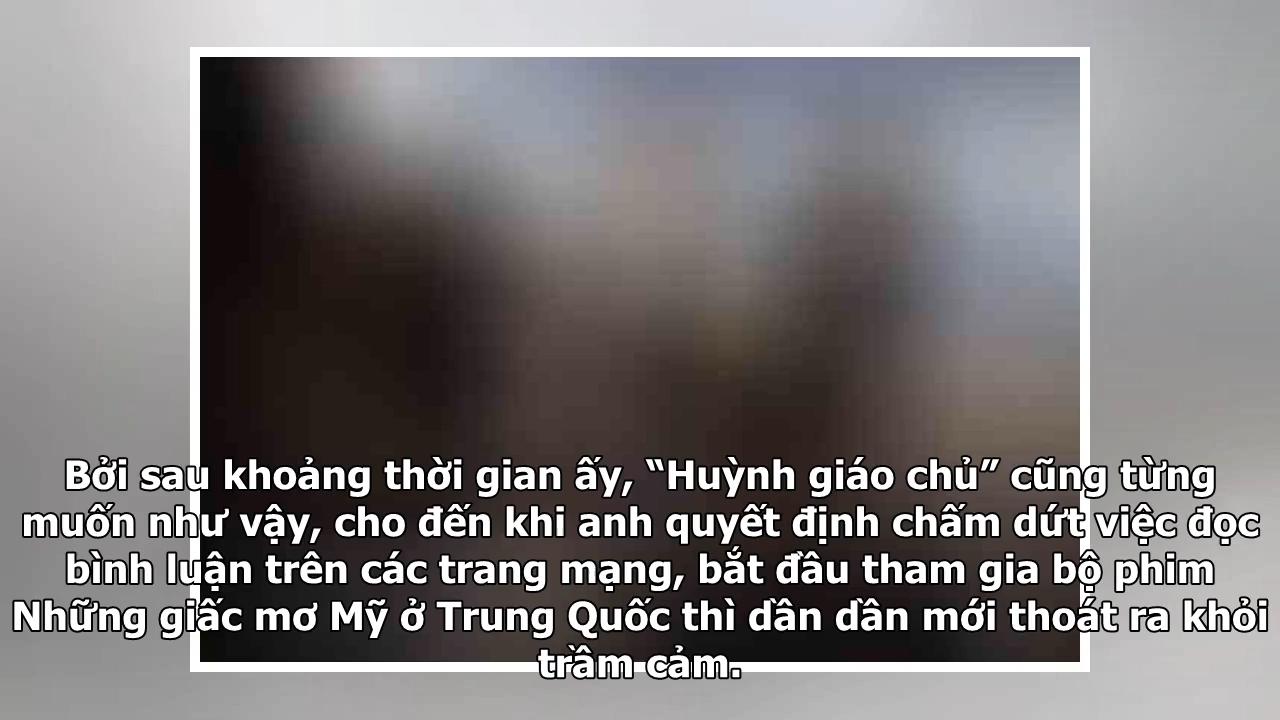 Bởi sau khoảng thời gian ấy, “Huỳnh giáo chủ” cũng từng
muốn như vậy, cho đến khi anh quyết định chấm dứt việc đọc
bình luận trên các trang mạng, bắt đầu tham gia bộ phim
Những giấc mơ Mỹ ở Trung Quốc thì dần dần mới thoát ra khỏi
trầm cảm.